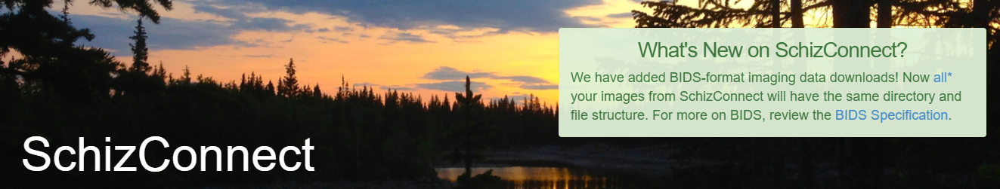 What's New on SchizConnect?
We have added BIDS-format imaging data downloads! Now all*
your images from SchizConnect will have the same directory and
file structure. For more on BIDS, review the BIDS Specification.
SchizConnect